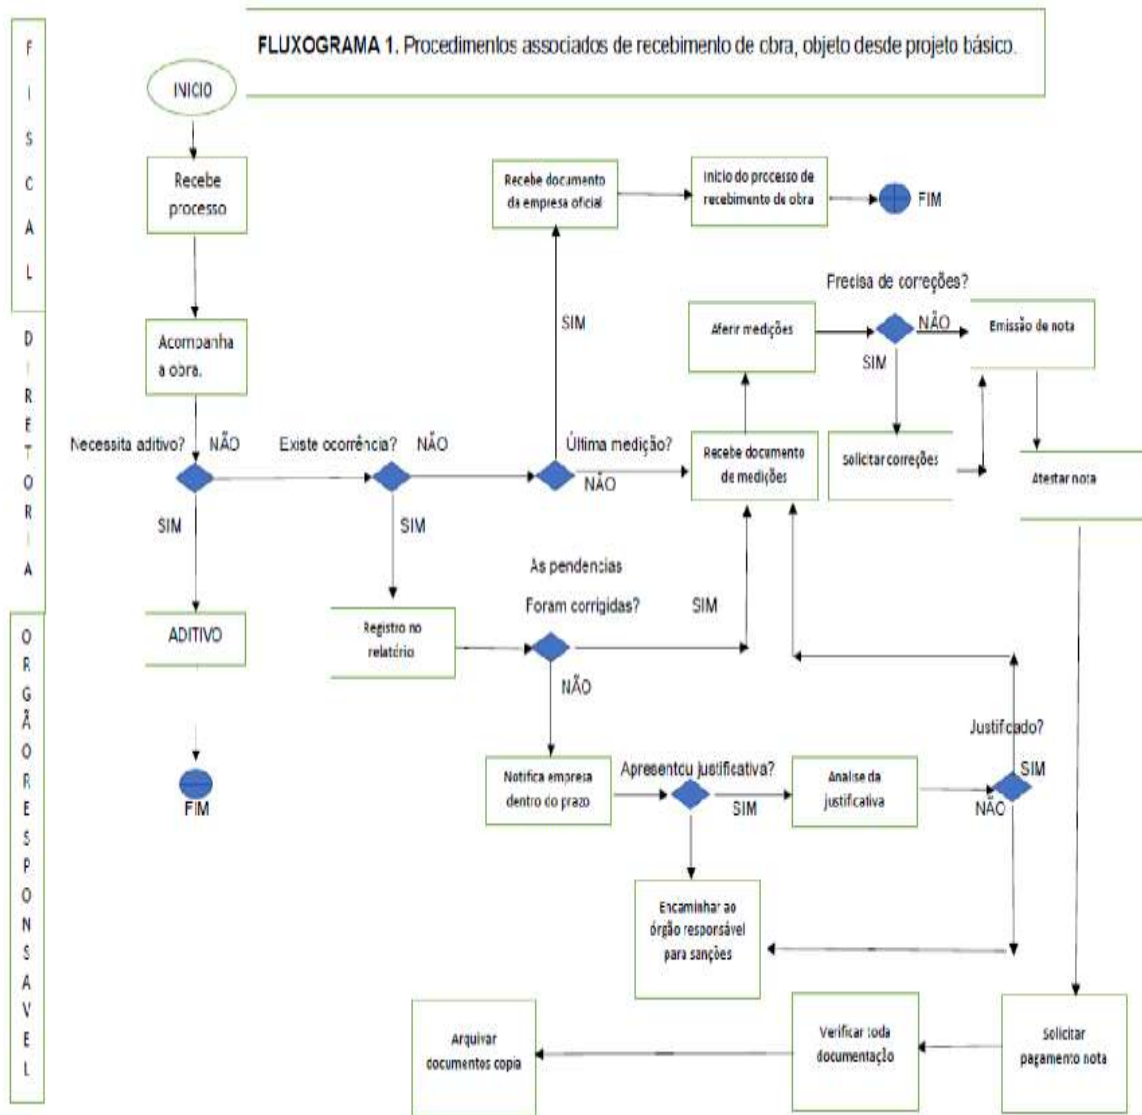 FLUXOGRAMA 1. Procedimentos associados de recebimento de obra, objeto desde projeto básico.
F
I
S
C
A
L
D
I
R
E
T
O
R
I
A
O
R
G
Ã
O
R
E
S
P
O
N
S
A
V
E
L
INICIO
Recebe
processo
Acompanha
a obra.
Necessita aditivo?
NÃO
SIM
ADITIVO
FIM
Existe ocorrência?
NÃO
SIM
Registro no
relatório
Última medição?
SIM
NÃO
Recebe documento
da empresa oficial
Inicio do processo de
recebimento de obra
FIM
Recebe documento
de medições
Aferir medições
Precisa de correções?
NÃO
SIM
Solicitar correções
Emissão de nota
Atestar nota
As pendencias
Foram corrigidas?
SIM
NÃO
Notifica empresa
dentro do prazo
Apresentou justificativa?
SIM
Analise da
justificativa
Justificado?
SIM
NÃO
Encaminhar ao
órgão responsável
para sanções
Solicitar
pagamento nota
Verificar toda
documentação
Arquivar
documentos copia